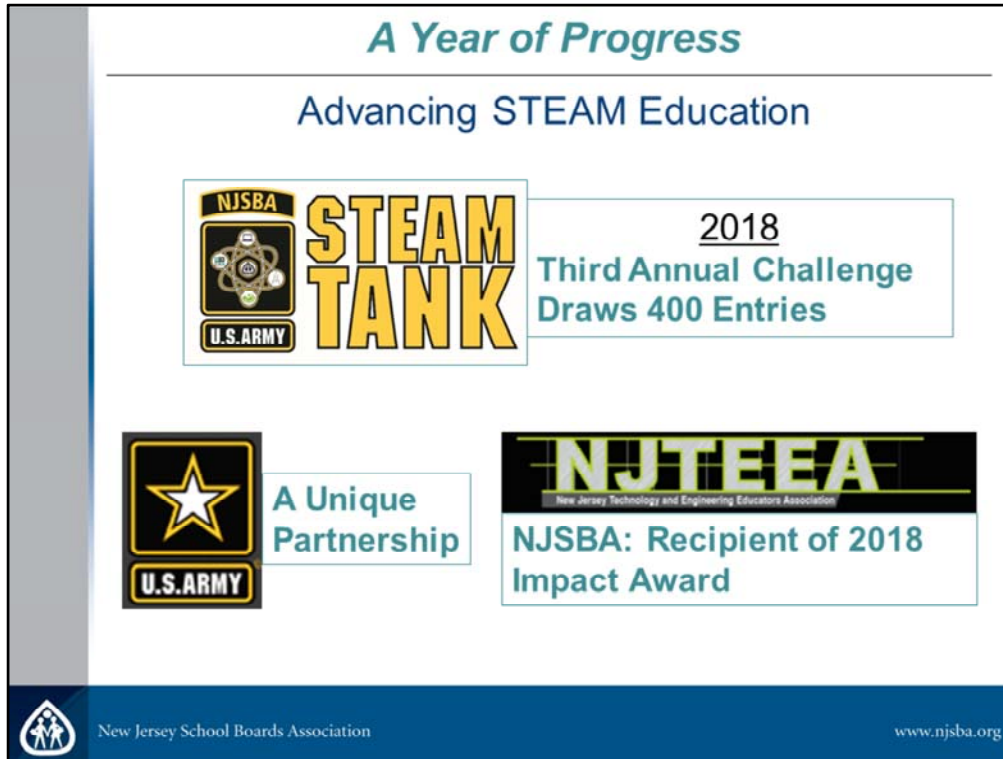 A Year of Progress
Advancing STEAM Education
NJSBA
U.S.ARMY
STEAM
TANK
2018
Third Annual Challenge
Draws 400 Entries
U.S.ARMY
A Unique
Partnership
NJTEEA
New Jersey Technology and Engineering Educators Association
NJSBA: Recipient of 2018
Impact Award
New Jersey School Boards Association
www.njsba.org